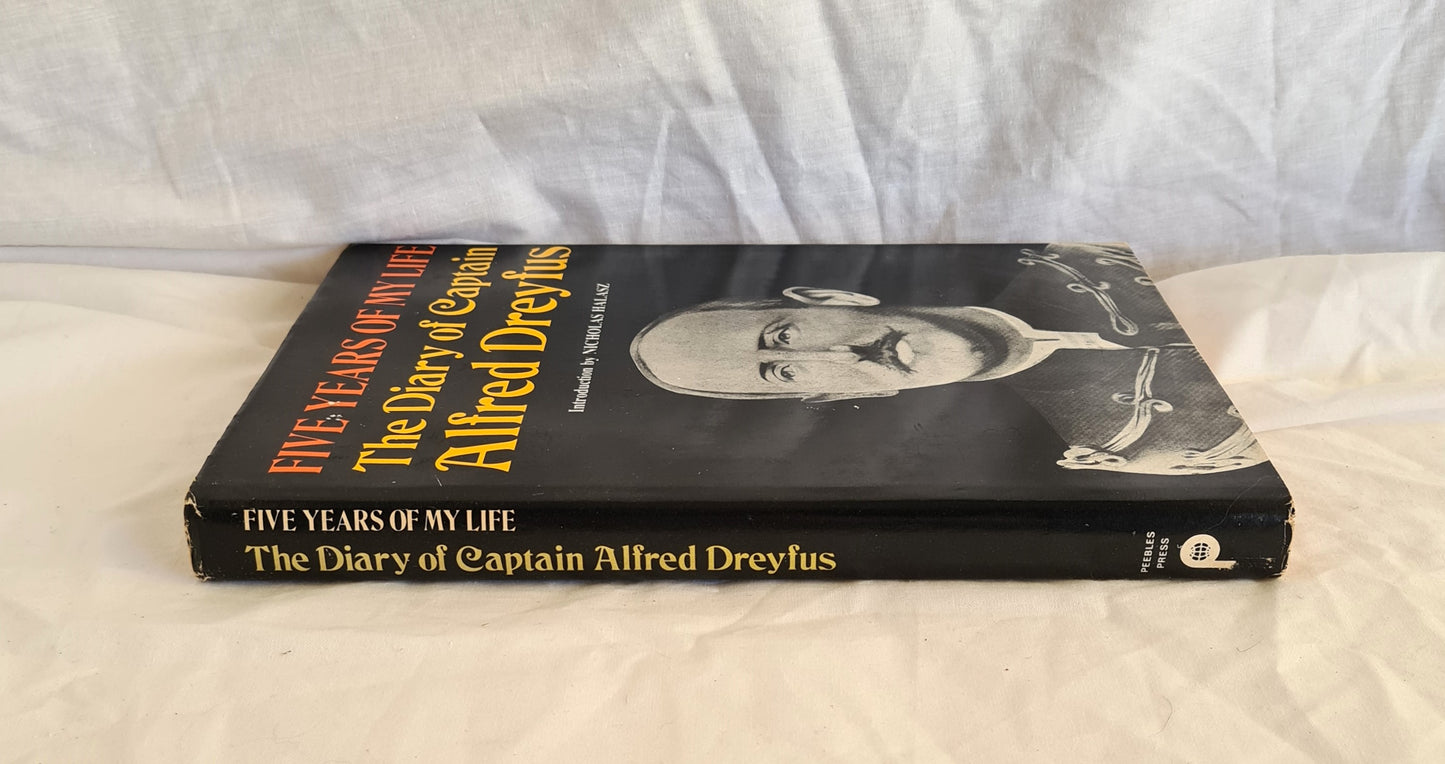 FIVE YEARS OF MY LIFE
The Diary of Captain
Alfred Dreyfus
Introduction by NICHOLAS HALASZ
FIVE YEARS OF MY LIFE
The Diary of Captain Alfred Dreyfus
PEEBLES
PRESS